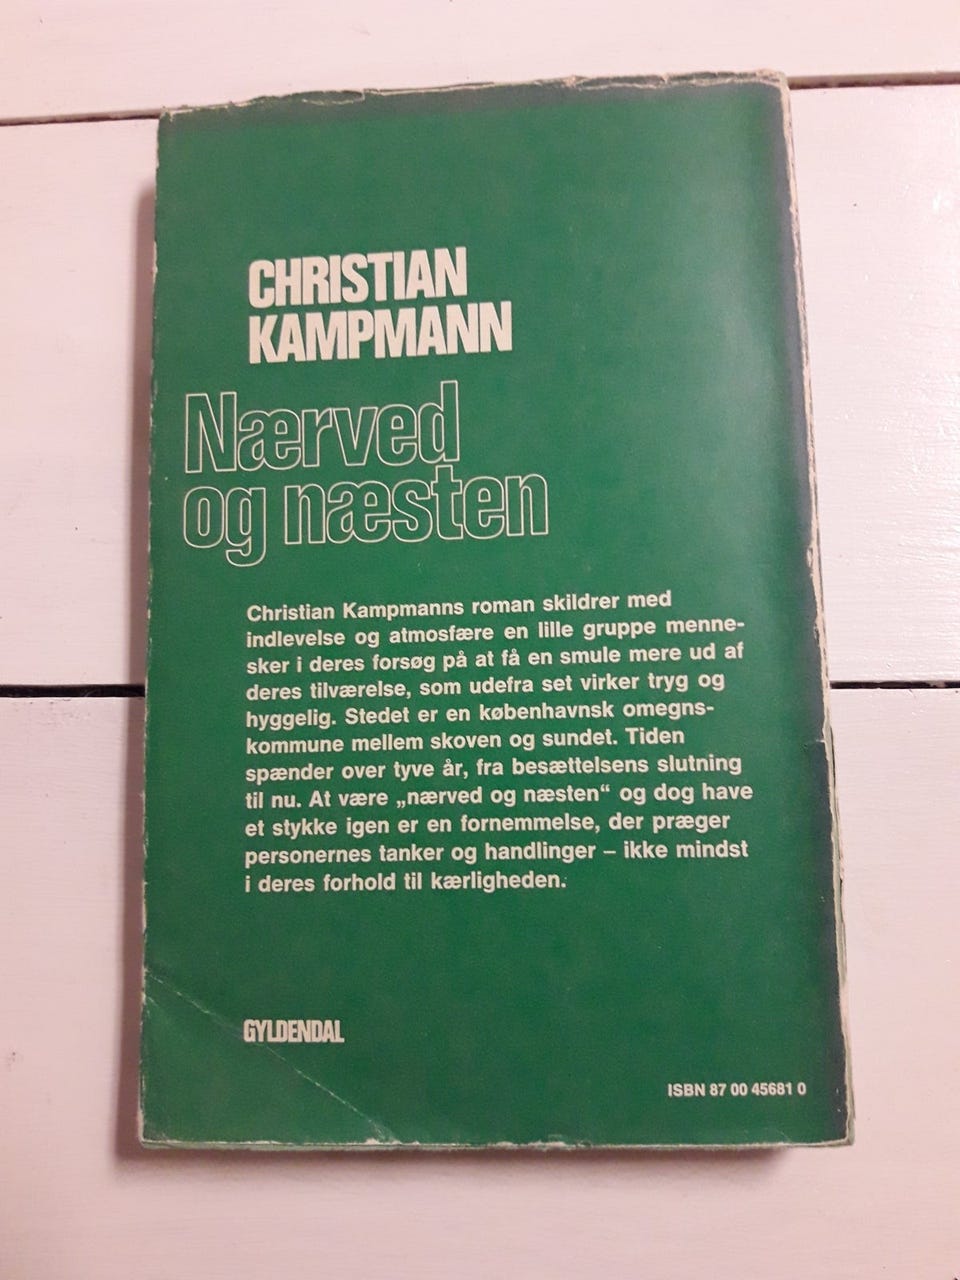 CHRISTIAN
KAMPMANN
Nærved
og næsten
Christian Kampmanns roman skildrer med
indlevelse og atmosfære en lille gruppe menne-
sker i deres forsøg på at få en smule mere ud af
deres tilværelse, som udefra set virker tryg og
hyggelig. Stedet er en københavnsk omegns-
kommune mellem skoven og sundet. Tiden
spænder over tyve år, fra besættelsens slutning
til nu. At være „nærved og næsten“ og dog have
et stykke igen er en fornemmelse, der præger
personernes tanker og handlinger – ikke mindst
i deres forhold til kærligheden.
GYLDENDAL
ISBN 87 00 45681 0